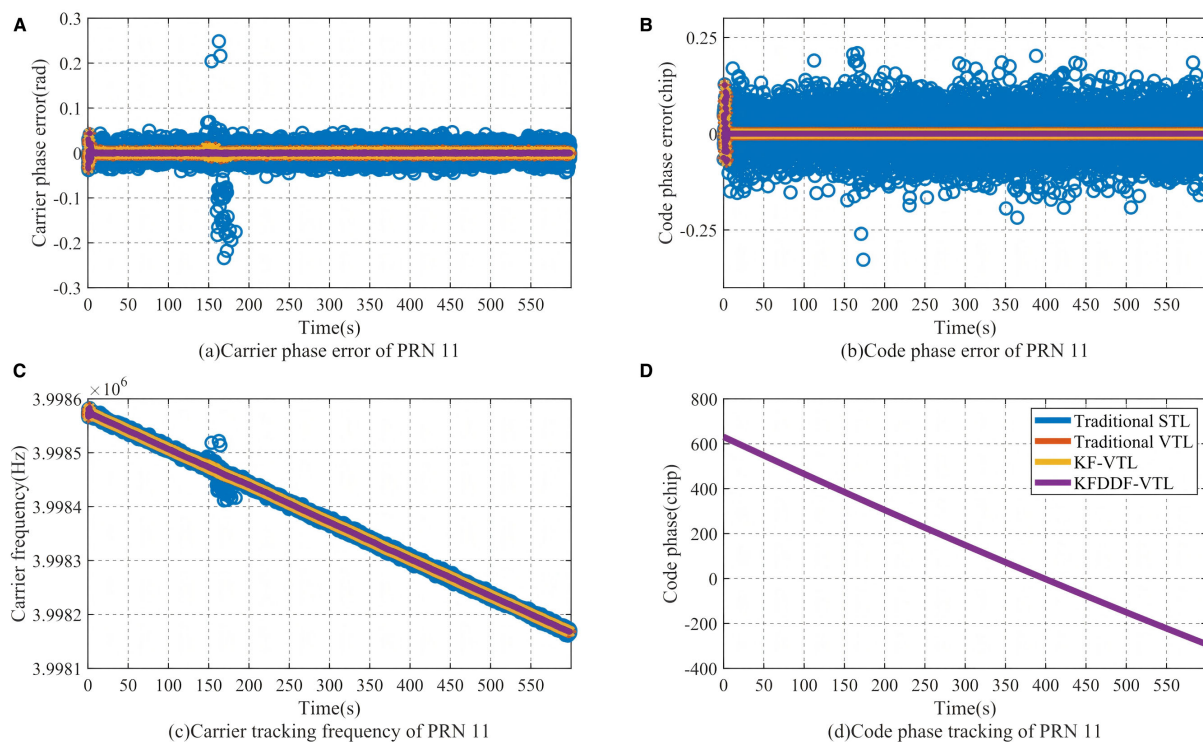 A
0.3
0.2
0.1
0
-0.1
-0.2
0.3
Carrier phase error(rad)
0 50 100 150 200 250 300 350 400 450 500 550
Time(s)
(a)Carrier phase error of PRN 11
B
0.25
0
-0.25
Code phase error(chip)
0 50 100 150 200 250 300 350 400 450 500 550
Time(s)
(b)Code phase error of PRN 11
C
×10⁶
3.9986
3.9985
3.9984
3.9983
3.9982
3.9981
Carrier frequency(Hz)
0 50 100 150 200 250 300 350 400 450 500 550
Time(s)
(c)Carrier tracking frequency of PRN 11
D
800
600
400
200
0
-200
-400
Code phase(chip)
Traditional STL
Traditional VTL
KF-VTL
KFDDF-VTL
0 50 100 150 200 250 300 350 400 450 500 550
Time(s)
(d)Code phase tracking of PRN 11